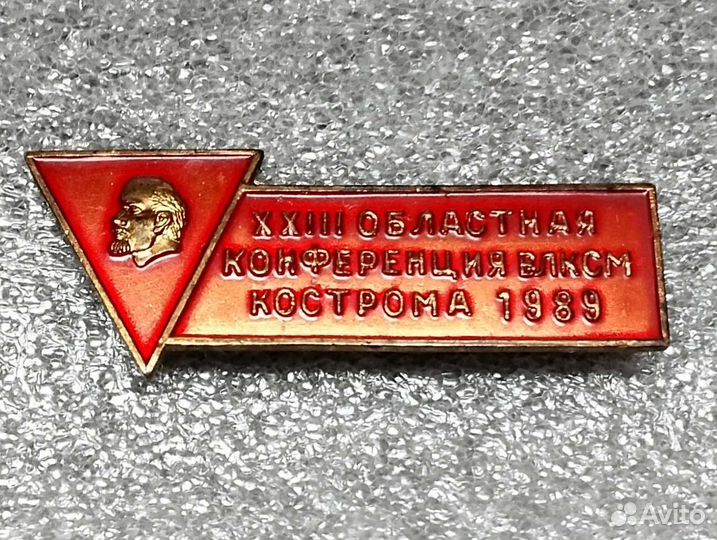 XXIII ОБЛАСТНАЯ
КОНФЕРЕНЦИЯ ВЛКСМ
КОСТРОМА 1989
Avito